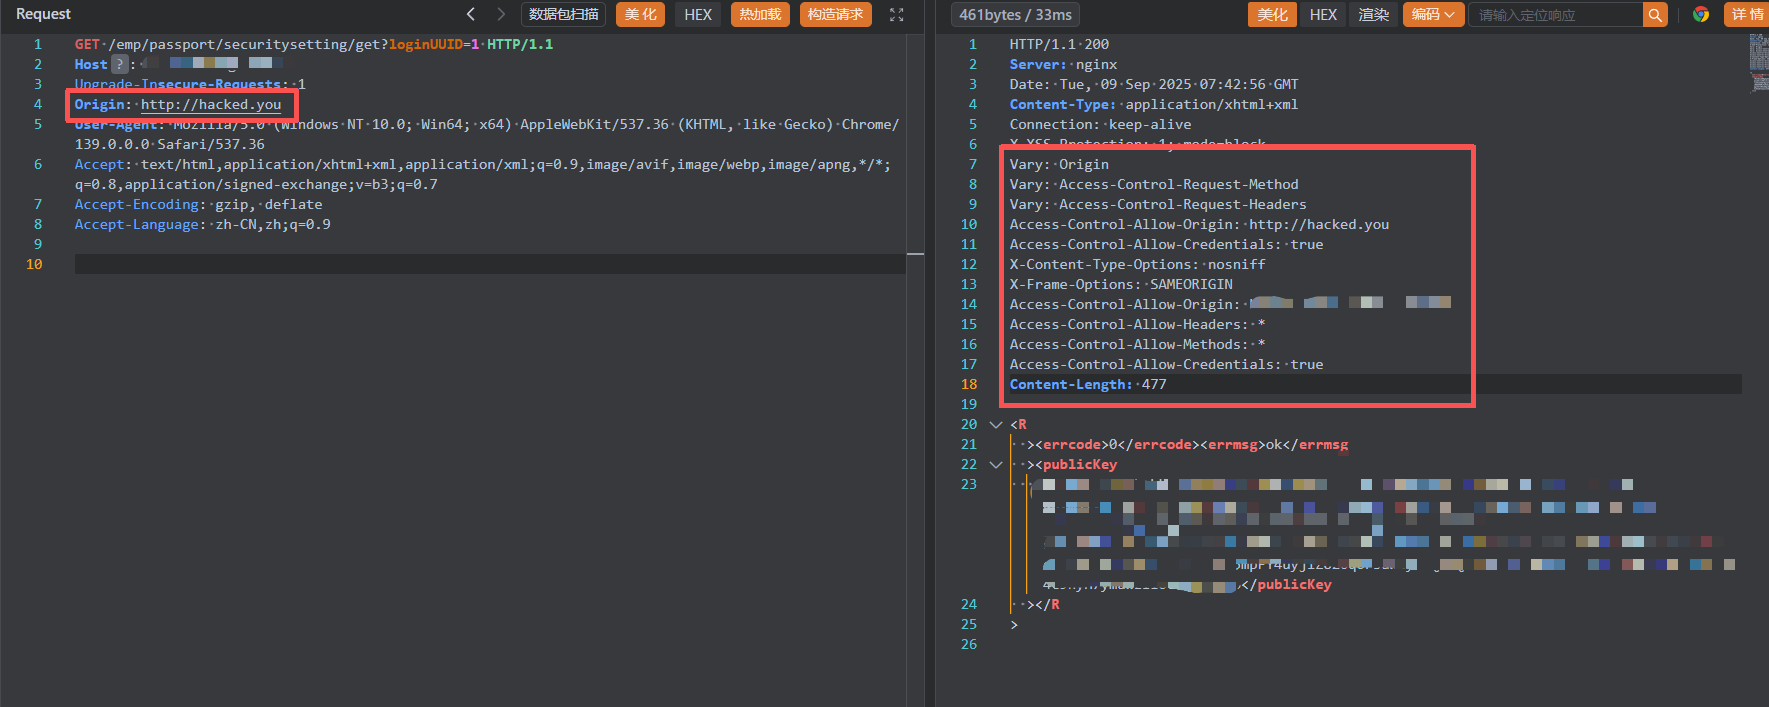 Request
数据包扫描
美化
HEX
热加载
构造请求
1 GET /emp/passport/securitysetting/get?loginUUID=1 HTTP/1.1
2 Host ? :
3 Upgrade-Insecure-Requests: 1
4 Origin: http://hacked.you
5 User-Agent: Mozilla/5.0 (Windows NT 10.0; Win64; x64) AppleWebKit/537.36 (KHTML, like Gecko) Chrome/
139.0.0.0 Safari/537.36
6 Accept: text/html,application/xhtml+xml,application/xml;q=0.9,image/avif,image/webp,image/apng,*/*;
q=0.8,application/signed-exchange;v=b3;q=0.7
7 Accept-Encoding: gzip, deflate
8 Accept-Language: zh-CN,zh;q=0.9
9
10
461bytes / 33ms
美化
HEX
渲染
编码
请输入定位响应
详情
1 HTTP/1.1 200
2 Server: nginx
3 Date: Tue, 09 Sep 2025 07:42:56 GMT
4 Content-Type: application/xhtml+xml
5 Connection: keep-alive
6 X-XSS-Protection: 1; mode=block
7 Vary: Origin
8 Vary: Access-Control-Request-Method
9 Vary: Access-Control-Request-Headers
10 Access-Control-Allow-Origin: http://hacked.you
11 Access-Control-Allow-Credentials: true
12 X-Content-Type-Options: nosniff
13 X-Frame-Options: SAMEORIGIN
14 Access-Control-Allow-Origin:
15 Access-Control-Allow-Headers: *
16 Access-Control-Allow-Methods: *
17 Access-Control-Allow-Credentials: true
18 Content-Length: 477
19
20 <R
21 ><errcode>0</errcode><errmsg>ok</errmsg
22 ><publicKey
23
</publicKey
24 ></R
25 >
26